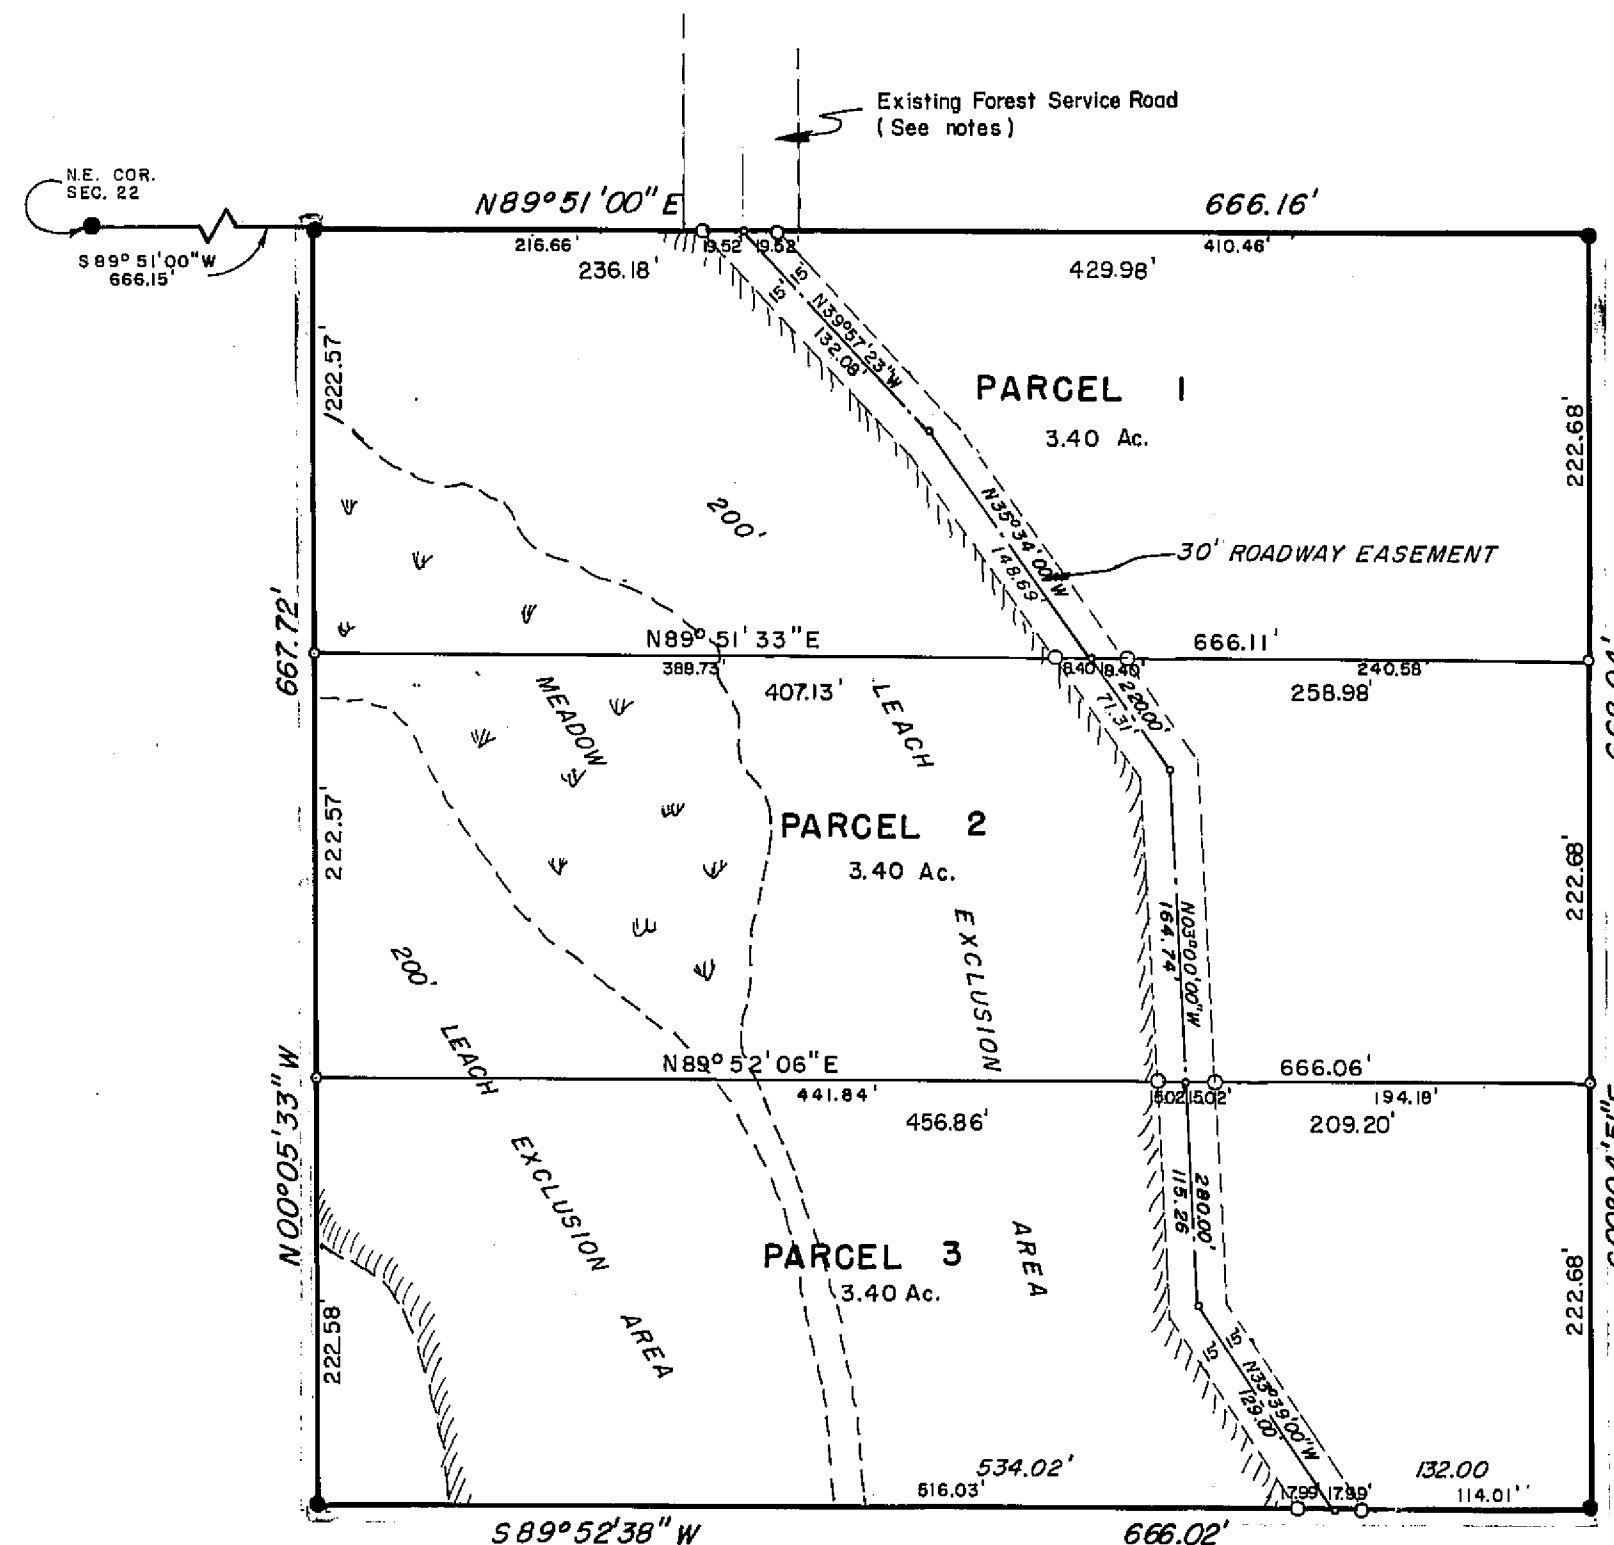 Existing Forest Service Road
(See notes)
N.E. COR.
SEC. 22
S89°51'00"W
666.15'
N89°51'00"E
666.16'
216.66'
19.52'
19.52'
410.46'
236.18'
429.98'
15'
15'
N39°57'23"W
132.08'
222.57'
PARCEL 1
3.40 Ac.
222.68'
200'
N35°34'00"W
148.69'
30' ROADWAY EASEMENT
667.72'
N89°51'33"E
666.11'
388.73'
18.40'
18.40'
240.58'
407.13'
258.98'
MEADOW
LEACH
220.00'
71.31'
222.57'
PARCEL 2
3.40 Ac.
222.68'
N03°00'00"W
164.74'
EXCLUSION
200'
LEACH
N89°52'06"E
666.06'
441.84'
15.02'
15.02'
194.18'
456.86'
209.20'
N00°05'33"W
EXCLUSION
280.00'
115.26
AREA
PARCEL 3
3.40 Ac.
222.68'
222.58'
AREA
15'
15'
N33°39'00"W
129.00'
534.02'
132.00
516.03'
17.99'
17.99'
114.01'
S89°52'38"W
666.02'